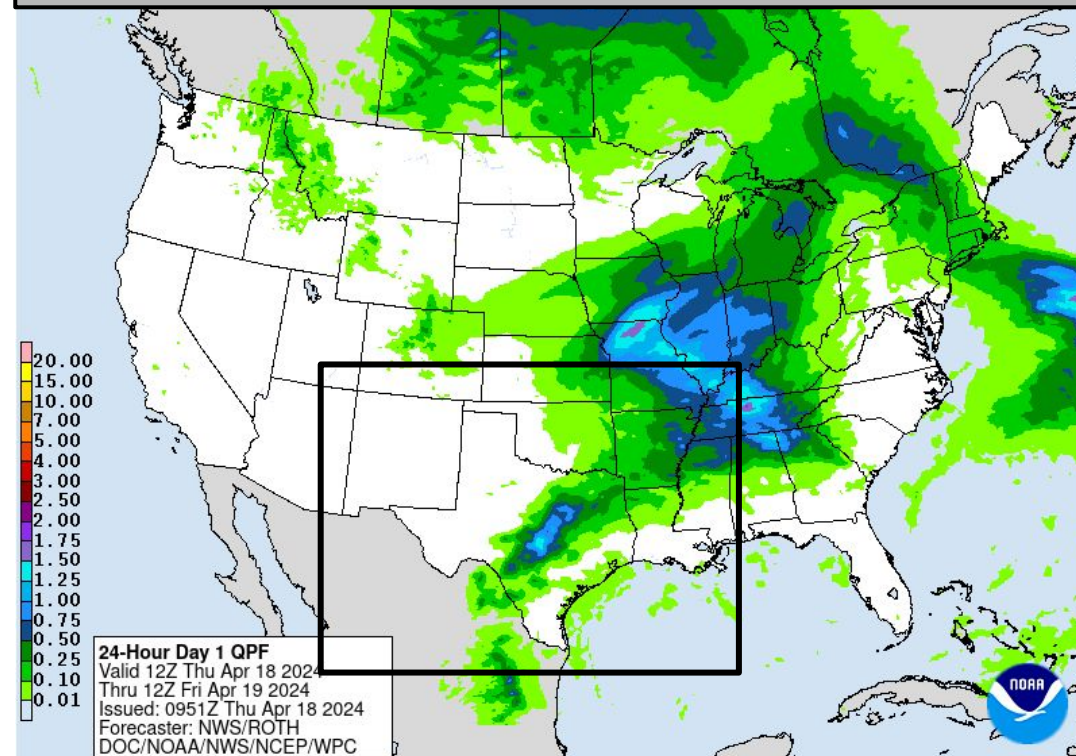 20.00
15.00
10.00
7.00
5.00
4.00
3.00
2.50
2.00
1.75
1.50
1.25
1.00
0.75
0.50
0.25
0.10
0.01
24-Hour Day 1 QPF
Valid 12Z Thu Apr 18 2024
Thru 12Z Fri Apr 19 2024
Issued: 0951Z Thu Apr 18 2024
Forecaster: NWS/ROTH
DOC/NOAA/NWS/NCEP/WPC
NOAA